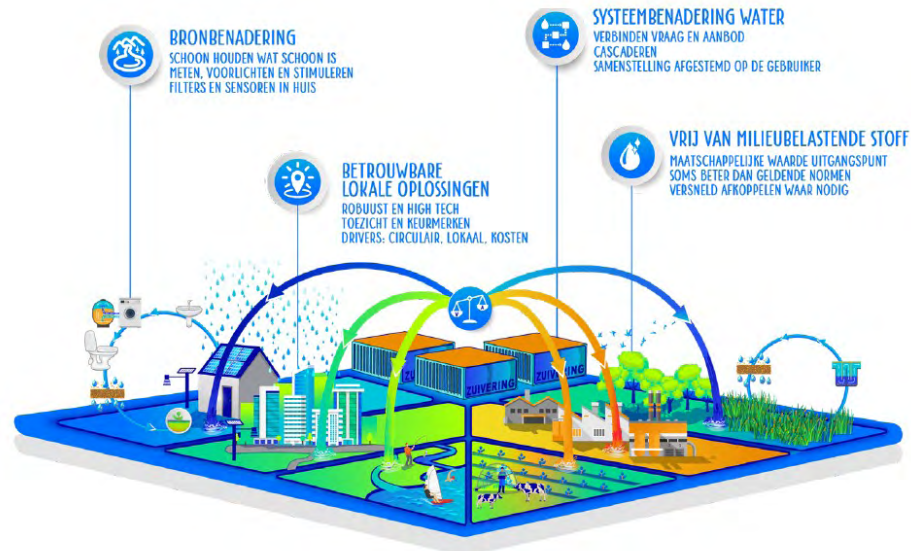 BRONBENADERING
SCHOON HOUDEN WAT SCHOON IS
METEN, VOORLICHTEN EN STIMULEREN
FILTERS EN SENSOREN IN HUIS
SYSTEEMBENADERING WATER
VERBINDEN VRAAG EN AANBOD
CASCADEREN
SAMENSTELLING AFGESTEMD OP DE GEBRUIKER
BETROUWBARE
LOKALE OPLOSSINGEN
ROBUUST EN HIGH TECH
TOEZICHT EN KEURMERKEN
DRIVERS: CIRCULAIR, LOKAAL, KOSTEN
VRIJ VAN MILIEUBELASTENDE STOFF
MAATSCHAPPELIJKE WAARDE UITGANGSPUNT
SOMS BETER DAN GELDENDE NORMEN
VERSNELD AFKOPPELEN WAAR NODIG
ZUIVERING
ZUIVERING